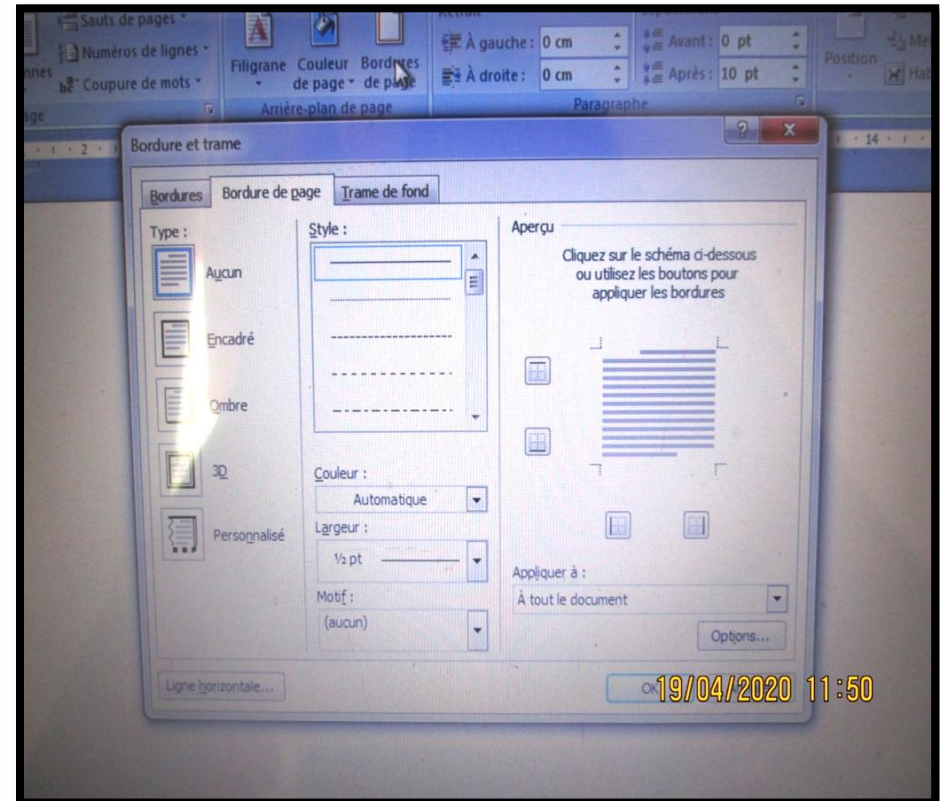 Sauts de pages
Numéros de lignes
Coupure de mots
Filigrane
Couleur de page
Bordures de page
Arrière-plan de page
À gauche : 0 cm
À droite : 0 cm
Avant : 0 pt
Après : 10 pt
Paragraphe
Position
2
14
Bordure et trame
Bordures
Bordure de page
Trame de fond
Type :
Aucun
Encadré
Ombre
3D
Personnalisé
Style :
Couleur :
Automatique
Largeur :
½ pt
Motif :
(aucun)
Aperçu
Cliquez sur le schéma ci-dessous
ou utilisez les boutons pour
appliquer les bordures
Appliquer à :
À tout le document
Options...
Ligne horizontale...
OK
19/04/2020 11:50